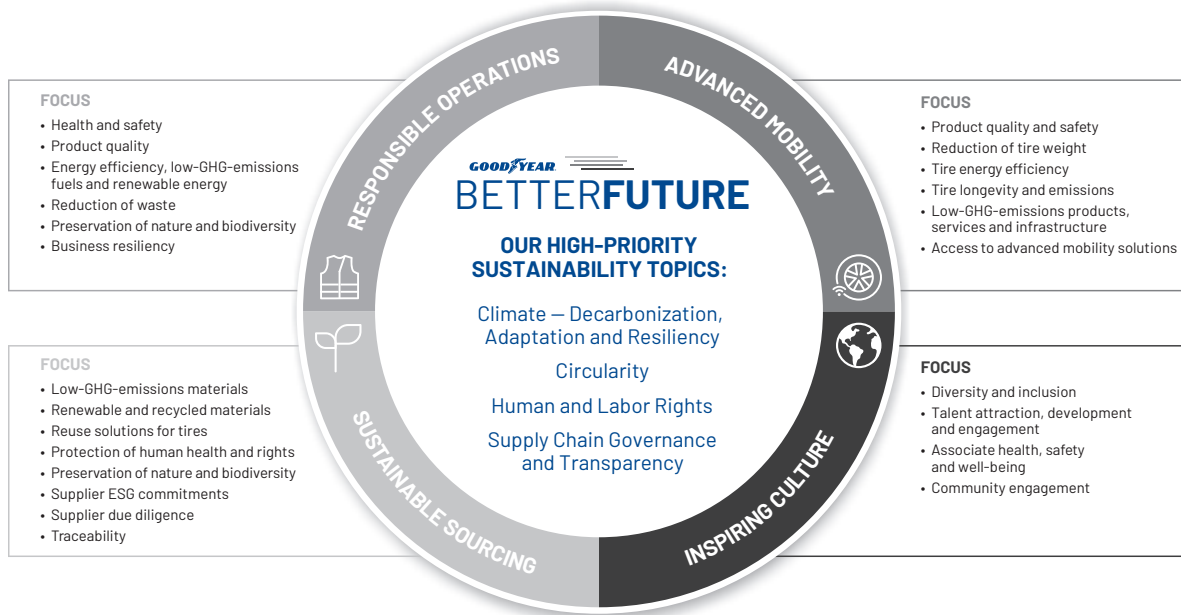 RESPONSIBLE OPERATIONS
FOCUS
• Health and safety
• Product quality
• Energy efficiency, low-GHG-emissions
fuels and renewable energy
• Reduction of waste
• Preservation of nature and biodiversity
• Business resiliency
ADVANCED MOBILITY
FOCUS
• Product quality and safety
• Reduction of tire weight
• Tire energy efficiency
• Tire longevity and emissions
• Low-GHG-emissions products,
services and infrastructure
• Access to advanced mobility solutions
GOODYEAR
BETTERFUTURE
OUR HIGH-PRIORITY
SUSTAINABILITY TOPICS:
Climate — Decarbonization,
Adaptation and Resiliency
Circularity
Human and Labor Rights
Supply Chain Governance
and Transparency
SUSTAINABLE SOURCING
FOCUS
• Low-GHG-emissions materials
• Renewable and recycled materials
• Reuse solutions for tires
• Protection of human health and rights
• Preservation of nature and biodiversity
• Supplier ESG commitments
• Supplier due diligence
• Traceability
INSPIRING CULTURE
FOCUS
• Diversity and inclusion
• Talent attraction, development
and engagement
• Associate health, safety
and well-being
• Community engagement